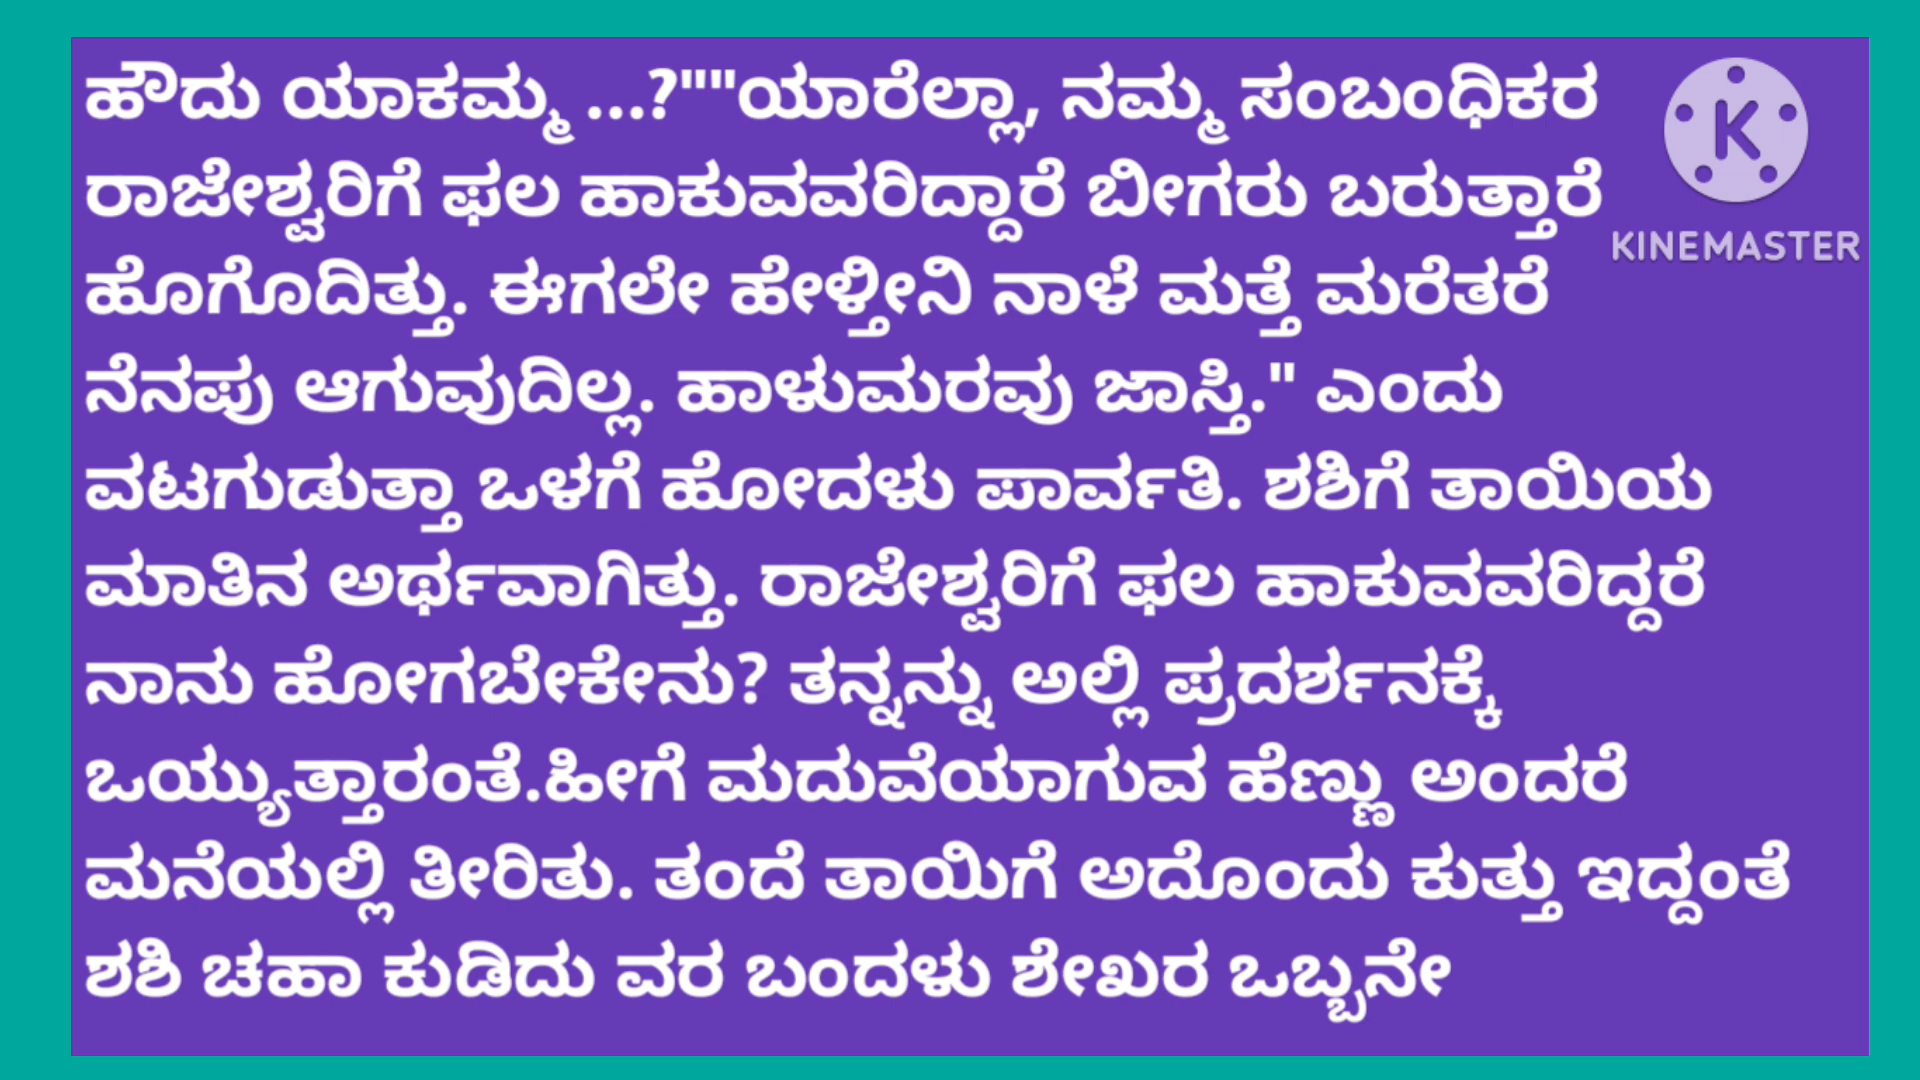 ಹೌದು ಯಾಕಮ್ಮ ...?""ಯಾರೆಲ್ಲಾ, ನಮ್ಮ ಸಂಬಂಧಿಕರ
ರಾಜೇಶ್ವರಿಗೆ ಫಲ ಹಾಕುವವರಿದ್ದಾರೆ ಬೀಗರು ಬರುತ್ತಾರೆ
ಹೊಗೊದಿತ್ತು. ಈಗಲೇ ಹೇಳ್ತೀನಿ ನಾಳೆ ಮತ್ತೆ ಮರೆತರೆ
ನೆನಪು ಆಗುವುದಿಲ್ಲ. ಹಾಳುಮರವು ಜಾಸ್ತಿ." ಎಂದು
ವಟಗುಡುತ್ತಾ ಒಳಗೆ ಹೋದಳು ಪಾರ್ವತಿ. ಶಶಿಗೆ ತಾಯಿಯ
ಮಾತಿನ ಅರ್ಥವಾಗಿತ್ತು. ರಾಜೇಶ್ವರಿಗೆ ಫಲ ಹಾಕುವವರಿದ್ದರೆ
ನಾನು ಹೋಗಬೇಕೇನು? ತನ್ನನ್ನು ಅಲ್ಲಿ ಪ್ರದರ್ಶನಕ್ಕೆ
ಒಯ್ಯುತ್ತಾರಂತೆ.ಹೀಗೆ ಮದುವೆಯಾಗುವ ಹೆಣ್ಣು ಅಂದರೆ
ಮನೆಯಲ್ಲಿ ತೀರಿತು. ತಂದೆ ತಾಯಿಗೆ ಅದೊಂದು ಕುತ್ತು ಇದ್ದಂತೆ
ಶಶಿ ಚಹಾ ಕುಡಿದು ವರ ಬಂದಳು ಶೇಖರ ಒಬ್ಬನೇ
K
KINEMASTER